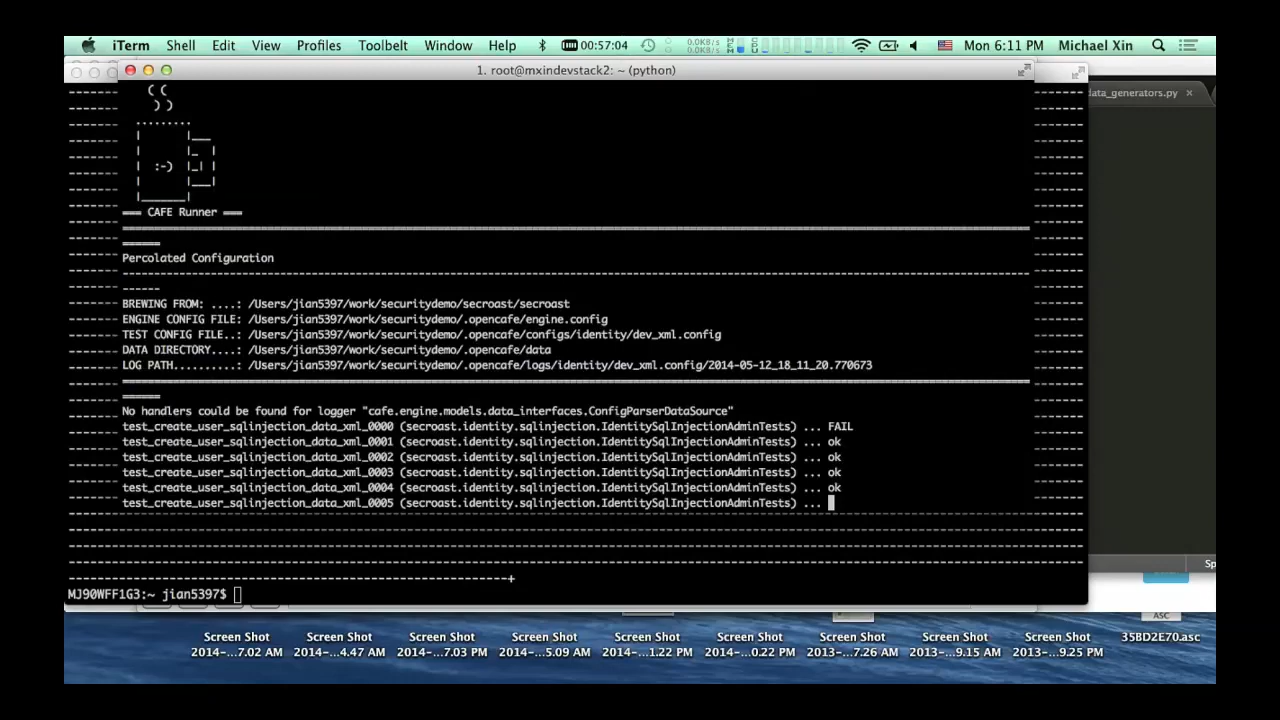 iTerm Shell Edit View Profiles Toolbelt Window Help 00:57:04 0.0KB/s 0.0KB/s Mon 6:11 PM Michael Xin
1. root@mxindevstack2: ~ (python)
data_generators.py ×
:-)
=== CAFE Runner ===
Percolated Configuration
BREWING FROM: ....: /Users/jian5397/work/securitydemo/secroast/secroast
ENGINE CONFIG FILE: /Users/jian5397/work/securitydemo/.opencafe/engine.config
TEST CONFIG FILE..: /Users/jian5397/work/securitydemo/.opencafe/configs/identity/dev_xml.config
DATA DIRECTORY....: /Users/jian5397/work/securitydemo/.opencafe/data
LOG PATH..........: /Users/jian5397/work/securitydemo/.opencafe/logs/identity/dev_xml.config/2014-05-12_18_11_20.770673
No handlers could be found for logger "cafe.engine.models.data_interfaces.ConfigParserDataSource"
test_create_user_sqlinjection_data_xml_0000 (secroast.identity.sqlinjection.IdentitySqlInjectionAdminTests) ... FAIL
test_create_user_sqlinjection_data_xml_0001 (secroast.identity.sqlinjection.IdentitySqlInjectionAdminTests) ... ok
test_create_user_sqlinjection_data_xml_0002 (secroast.identity.sqlinjection.IdentitySqlInjectionAdminTests) ... ok
test_create_user_sqlinjection_data_xml_0003 (secroast.identity.sqlinjection.IdentitySqlInjectionAdminTests) ... ok
test_create_user_sqlinjection_data_xml_0004 (secroast.identity.sqlinjection.IdentitySqlInjectionAdminTests) ... ok
test_create_user_sqlinjection_data_xml_0005 (secroast.identity.sqlinjection.IdentitySqlInjectionAdminTests) ...
MJ90WFF1G3:~ jian5397$
Sp
ASC
Screen Shot Screen Shot Screen Shot Screen Shot Screen Shot Screen Shot Screen Shot Screen Shot Screen Shot 35BD2E70.asc
2014-...7.02 AM 2014-...4.47 AM 2014-...7.03 PM 2014-...5.09 AM 2014-...1.22 PM 2014-...0.22 PM 2013-...7.26 AM 2013-...9.15 AM 2013-...9.25 PM